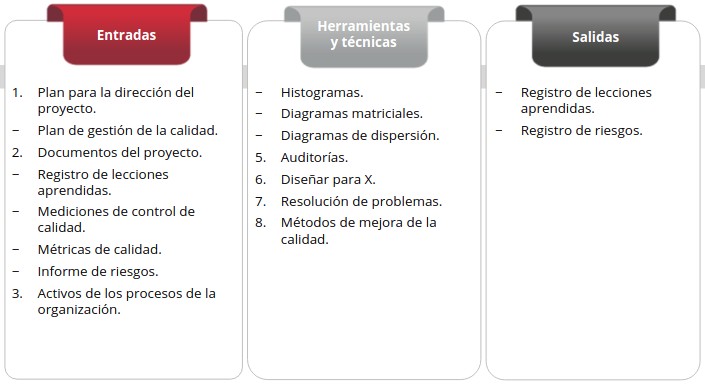 Entradas
1. Plan para la dirección del
proyecto.
– Plan de gestión de la calidad.
2. Documentos del proyecto.
– Registro de lecciones
aprendidas.
– Mediciones de control de
calidad.
– Métricas de calidad.
– Informe de riesgos.
3. Activos de los procesos de la
organización.
Herramientas
y técnicas
– Histogramas.
– Diagramas matriciales.
– Diagramas de dispersión.
5. Auditorías.
6. Diseñar para X.
7. Resolución de problemas.
8. Métodos de mejora de la
calidad.
Salidas
– Registro de lecciones
aprendidas.
– Registro de riesgos.